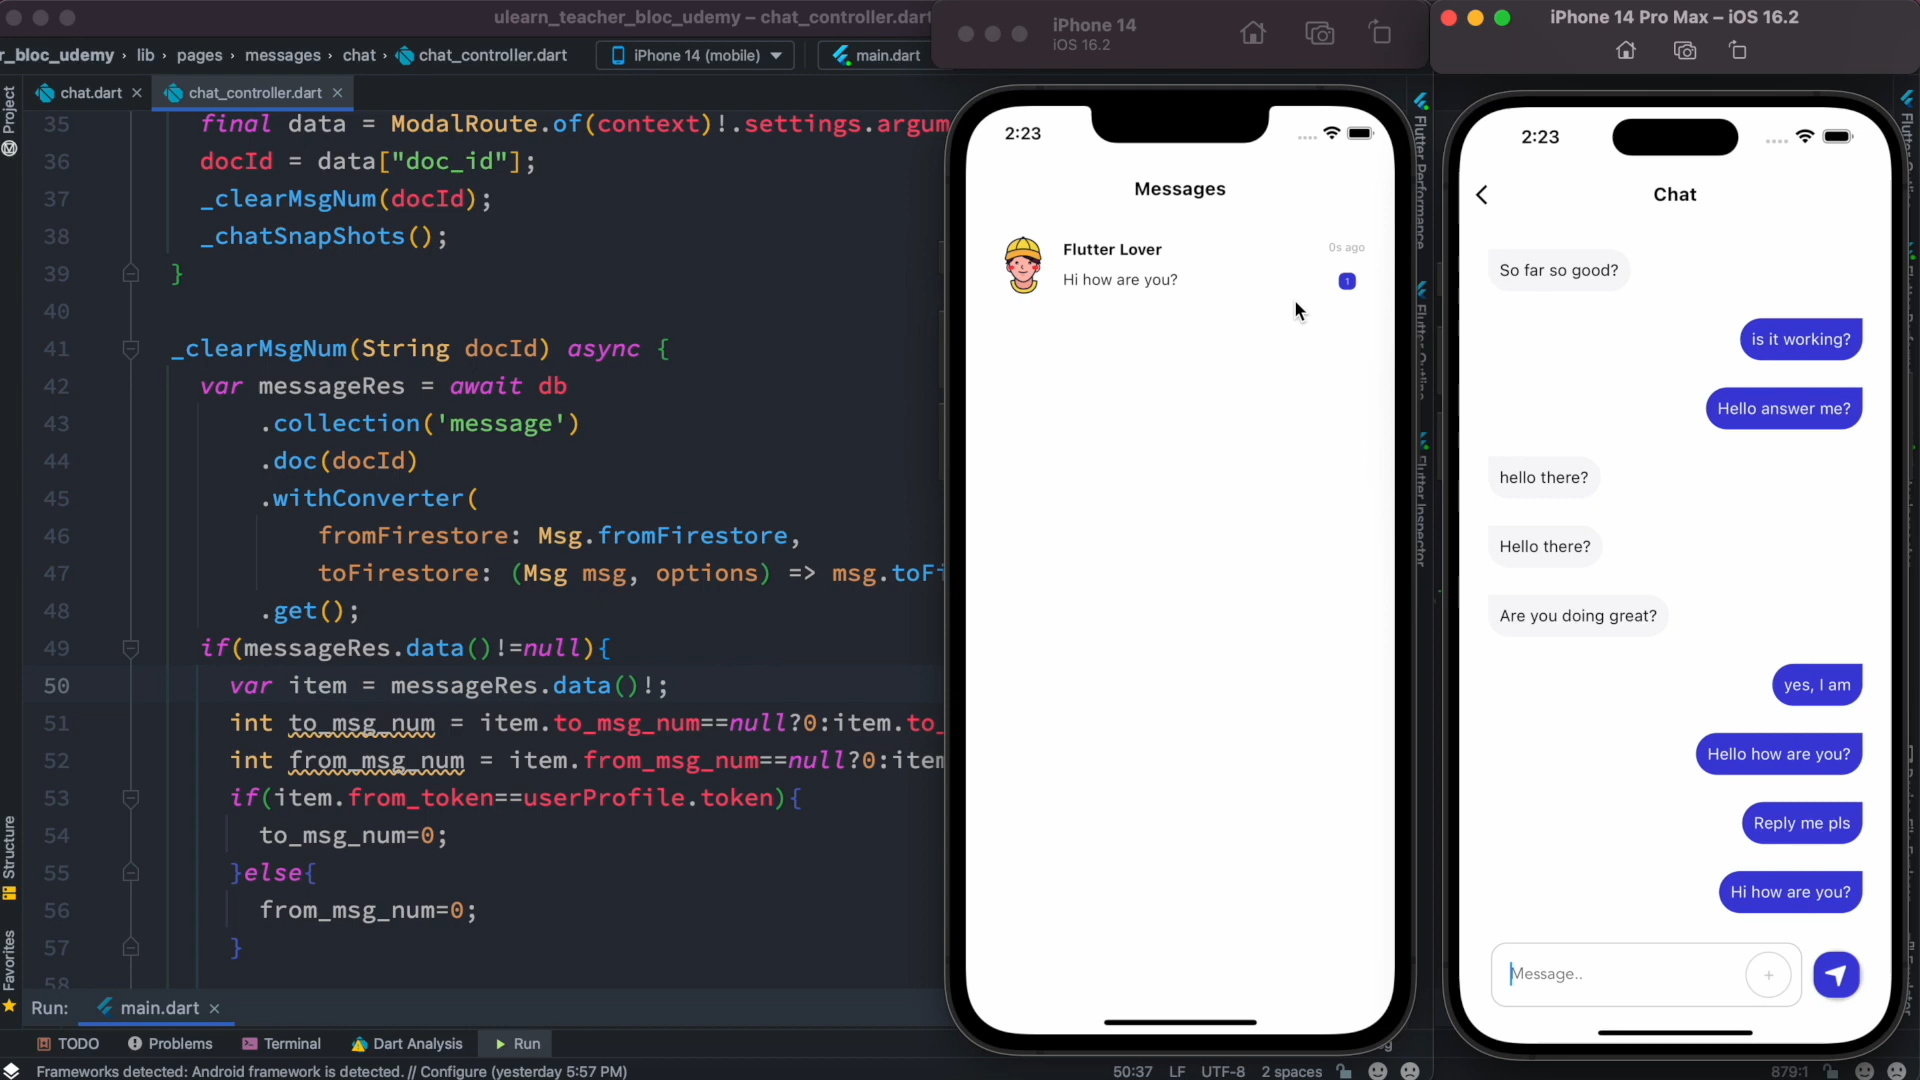 ulearn_teacher_bloc_udemy – chat_controller.dart
r_bloc_udemy › lib › pages › messages › chat › chat_controller.dart
iPhone 14 (mobile)
main.dart
chat.dart
chat_controller.dart
Project
Structure
Favorites
35 final data = ModalRoute.of(context)!.settings.argum
36 docId = data["doc_id"];
37 _clearMsgNum(docId);
38 _chatSnapShots();
39 }
40
41 _clearMsgNum(String docId) async {
42 var messageRes = await db
43 .collection('message')
44 .doc(docId)
45 .withConverter(
46 fromFirestore: Msg.fromFirestore,
47 toFirestore: (Msg msg, options) => msg.toFi
48 .get();
49 if(messageRes.data()!=null){
50 var item = messageRes.data()!;
51 int to_msg_num = item.to_msg_num==null?0:item.to_
52 int from_msg_num = item.from_msg_num==null?0:item
53 if(item.from_token==userProfile.token){
54 to_msg_num=0;
55 }else{
56 from_msg_num=0;
57 }
58
Run: main.dart
TODO Problems Terminal Dart Analysis Run
Frameworks detected: Android framework is detected. // Configure (yesterday 5:57 PM)
50:37 LF UTF-8 2 spaces
iPhone 14
iOS 16.2
2:23
Messages
Flutter Lover
0s ago
Hi how are you?
1
Flutter Performance
Flutter Outline
Flutter Inspector
iPhone 14 Pro Max – iOS 16.2
2:23
Chat
So far so good?
is it working?
Hello answer me?
hello there?
Hello there?
Are you doing great?
yes, I am
Hello how are you?
Reply me pls
Hi how are you?
Message..
879:1